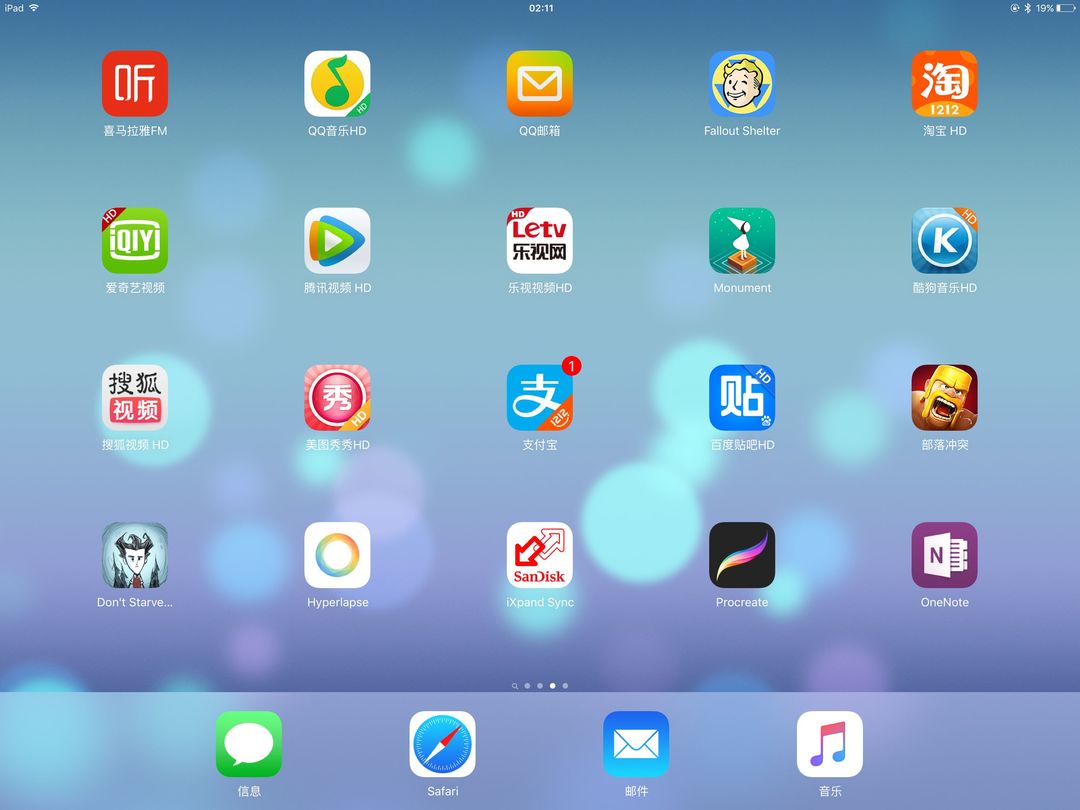 iPad 02:11 19%
听
HD
淘
1212
喜马拉雅FM QQ音乐HD QQ邮箱 Fallout Shelter 淘宝 HD
HD
iQIYI
HD
Letv
乐视网
K
HD
爱奇艺视频 腾讯视频 HD 乐视视频HD Monument 酷狗音乐HD
搜狐
视频
秀
HD
支
1212
1
贴
HD
搜狐视频 HD 美图秀秀HD 支付宝 百度贴吧HD 部落冲突
SanDisk
N
Don't Starve... Hyperlapse iXpand Sync Procreate OneNote
信息 Safari 邮件 音乐